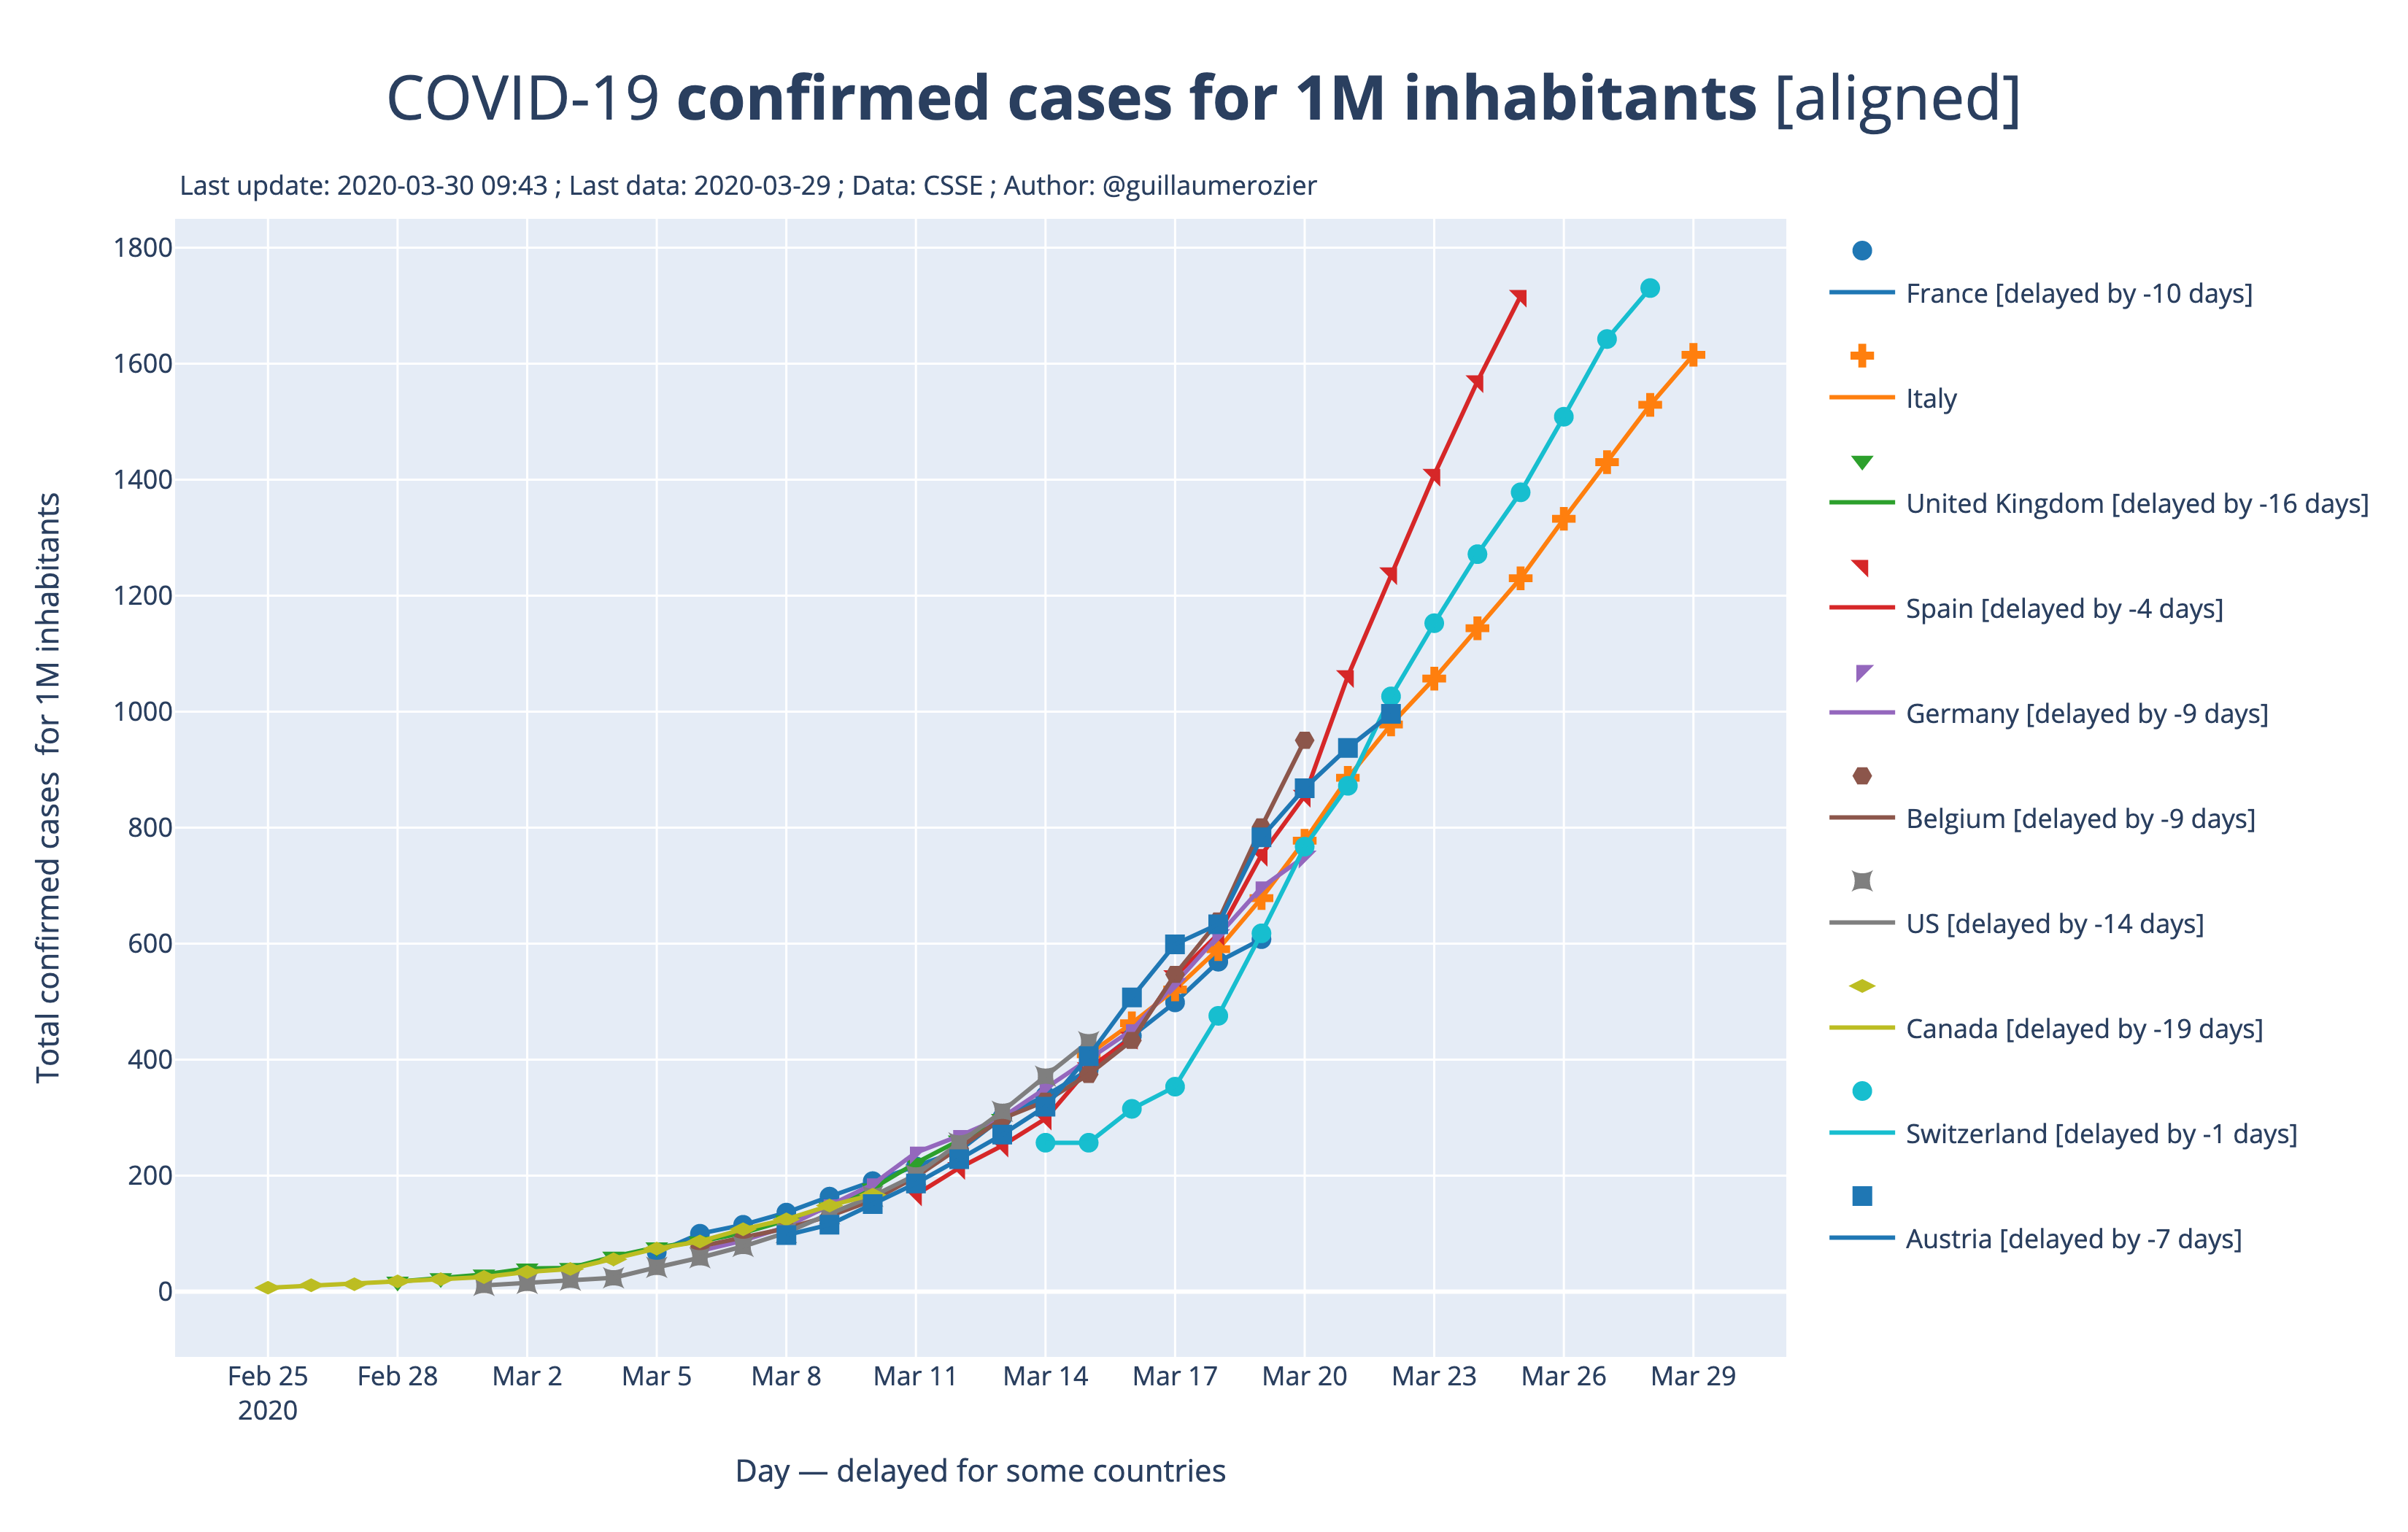 COVID-19 confirmed cases for 1M inhabitants [aligned]
Last update: 2020-03-30 09:43 ; Last data: 2020-03-29 ; Data: CSSE ; Author: @guillaumerozier
Total confirmed cases for 1M inhabitants
1800
1600
1400
1200
1000
800
600
400
200
0
Feb 25 Feb 28 Mar 2 Mar 5 Mar 8 Mar 11 Mar 14 Mar 17 Mar 20 Mar 23 Mar 26 Mar 29
2020
Day — delayed for some countries
France [delayed by -10 days]
Italy
United Kingdom [delayed by -16 days]
Spain [delayed by -4 days]
Germany [delayed by -9 days]
Belgium [delayed by -9 days]
US [delayed by -14 days]
Canada [delayed by -19 days]
Switzerland [delayed by -1 days]
Austria [delayed by -7 days]